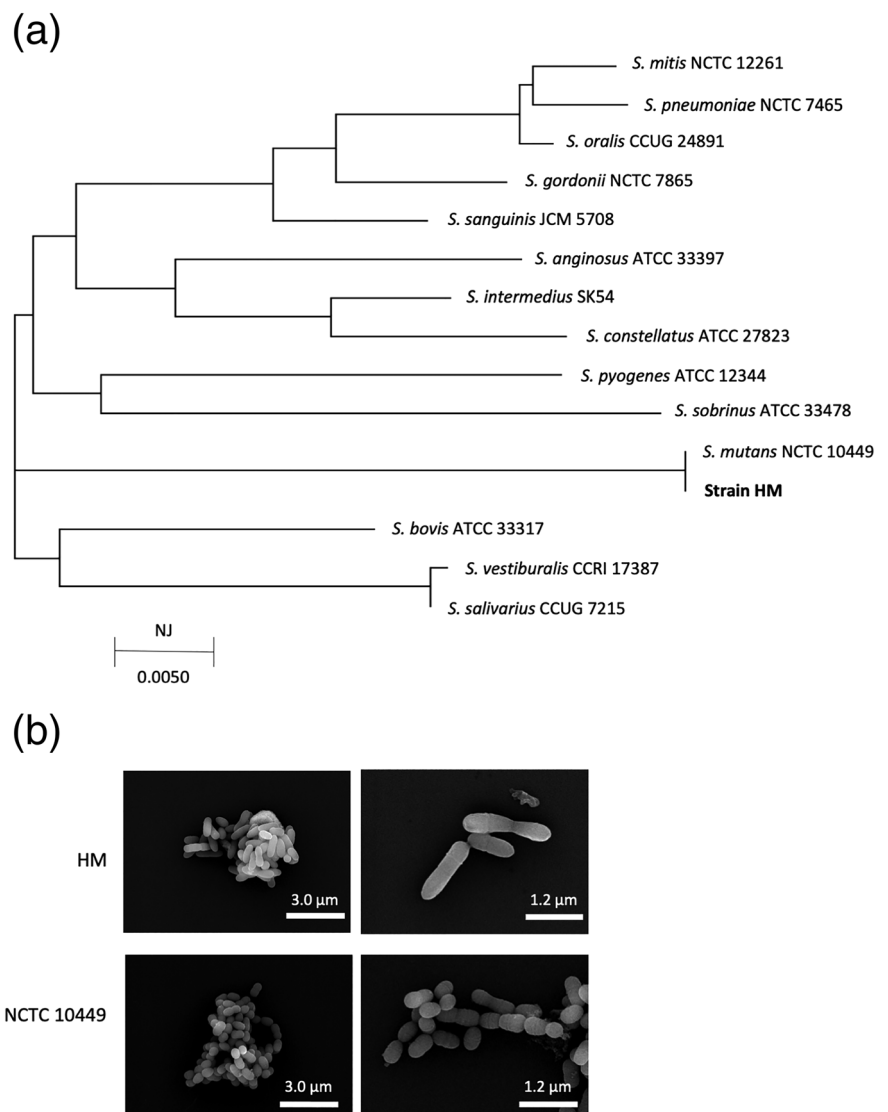 (a)
S. mitis NCTC 12261
S. pneumoniae NCTC 7465
S. oralis CCUG 24891
S. gordonii NCTC 7865
S. sanguinis JCM 5708
S. anginosus ATCC 33397
S. intermedius SK54
S. constellatus ATCC 27823
S. pyogenes ATCC 12344
S. sobrinus ATCC 33478
S. mutans NCTC 10449
Strain HM
S. bovis ATCC 33317
S. vestiburalis CCRI 17387
S. salivarius CCUG 7215
NJ
0.0050
(b)
HM
3.0 μm
1.2 μm
NCTC 10449
3.0 μm
1.2 μm